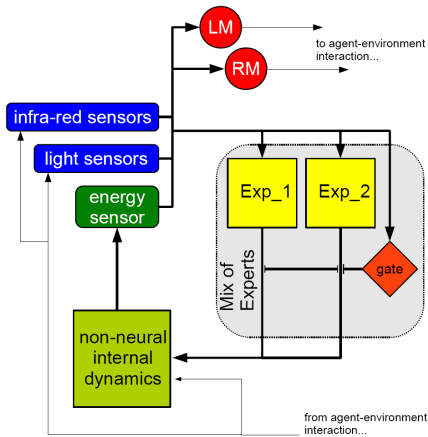 LM
to agent-environment
interaction...
RM
infra-red sensors
light sensors
energy
sensor
Exp_1
Exp_2
gate
Mix of
Experts
non-neural
internal
dynamics
from agent-environment
interaction...